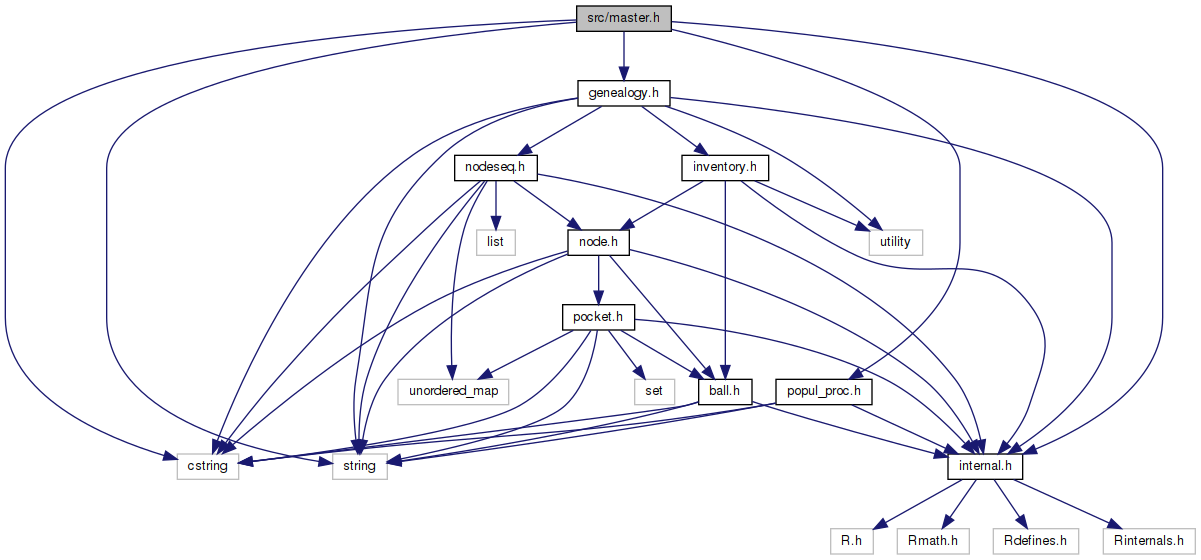 src/master.h
genealogy.h
nodeseq.h
inventory.h
list
node.h
utility
pocket.h
unordered_map
set
ball.h
popul_proc.h
cstring
string
internal.h
R.h
Rmath.h
Rdefines.h
Rinternals.h